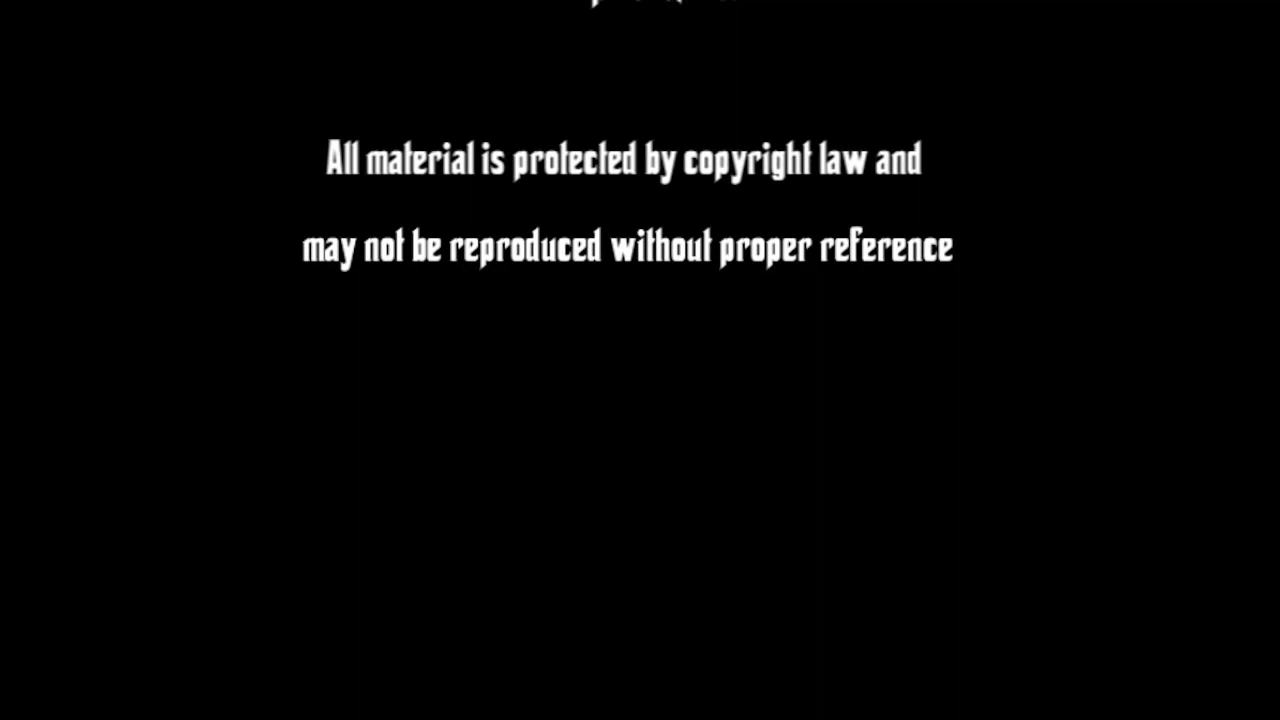 All material is protected by copyright law and
may not be reproduced without proper reference